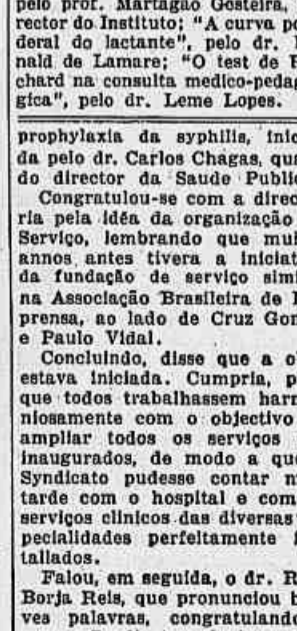 pelo prof. Martagão Gesteira,
rector do Instituto; "A curva po
deral do lactante", pelo dr.
nald de Lamare; "O test de
chard na consulta medico-peda
gica", pelo dr. Leme Lopes.
prophylaxia da syphilis, inic
da pelo dr. Carlos Chagas, qua
do director da Saude Public
Congratulou-se com a direc
ria pela idéa da organização
Serviço, lembrando que mui
annos antes tivera a iniciat
da fundação de serviço simi
na Associação Brasileira de
prensa, ao lado de Cruz Gon
e Paulo Vidal.
Concluindo, disse que a o
estava iniciada. Cumpria, p
que todos trabalhassem harm
niosamente com o objectivo
ampliar todos os serviços
inaugurados, de modo a que
Syndicato pudesse contar
tarde com o hospital e com
serviços clinicos das diversas
pecialidades perfeitamente
tallados.
Falou, em seguida, o dr. R
Borja Reis, que pronunciou b
ves palavras, congratulando